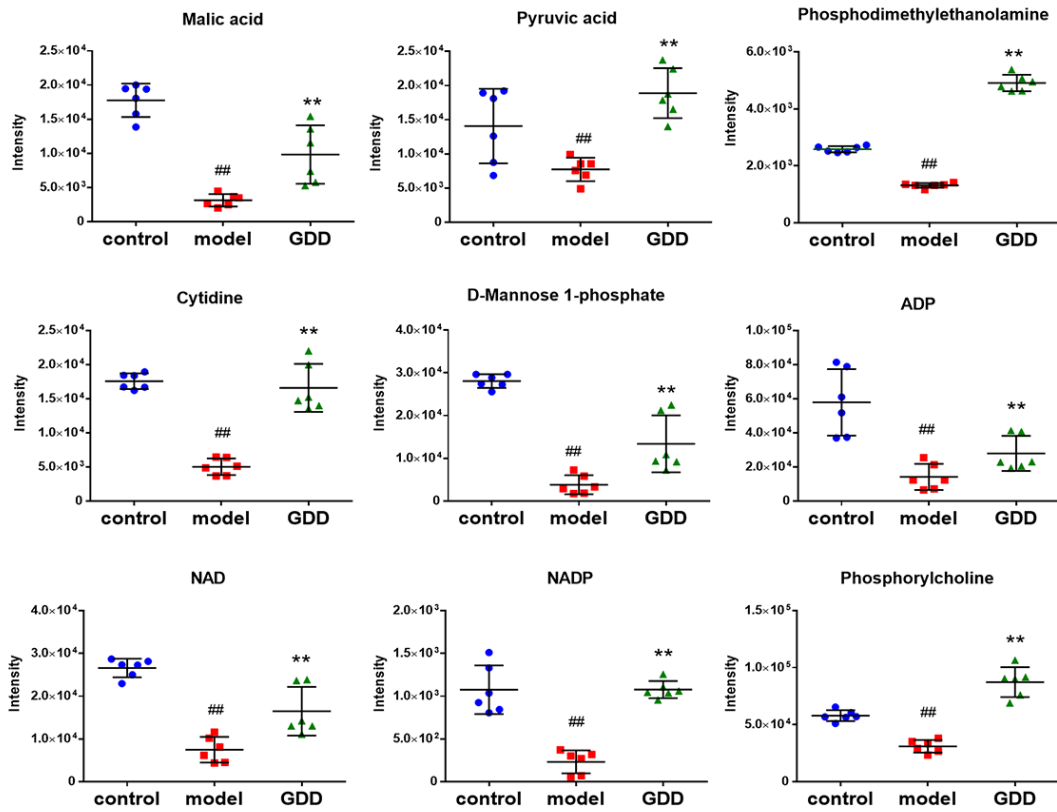 Malic acid
2.5×10⁴
2.0×10⁴
1.5×10⁴
1.0×10⁴
5.0×10³
0
Intensity
##
**
control model GDD
Pyruvic acid
2.5×10⁴
2.0×10⁴
1.5×10⁴
1.0×10⁴
5.0×10³
0
Intensity
##
**
control model GDD
Phosphodimethylethanolamine
6.0×10³
4.0×10³
2.0×10³
0
Intensity
##
**
control model GDD
Cytidine
2.5×10⁴
2.0×10⁴
1.5×10⁴
1.0×10⁴
5.0×10³
0
Intensity
##
**
control model GDD
D-Mannose 1-phosphate
4.0×10⁴
3.0×10⁴
2.0×10⁴
1.0×10⁴
0
Intensity
##
**
control model GDD
ADP
1.0×10⁵
8.0×10⁴
6.0×10⁴
4.0×10⁴
2.0×10⁴
0
Intensity
##
**
control model GDD
NAD
4.0×10⁴
3.0×10⁴
2.0×10⁴
1.0×10⁴
0
Intensity
##
**
control model GDD
NADP
2.0×10³
1.5×10³
1.0×10³
5.0×10²
0
Intensity
##
**
control model GDD
Phosphorylcholine
1.5×10⁵
1.0×10⁵
5.0×10⁴
0
Intensity
##
**
control model GDD